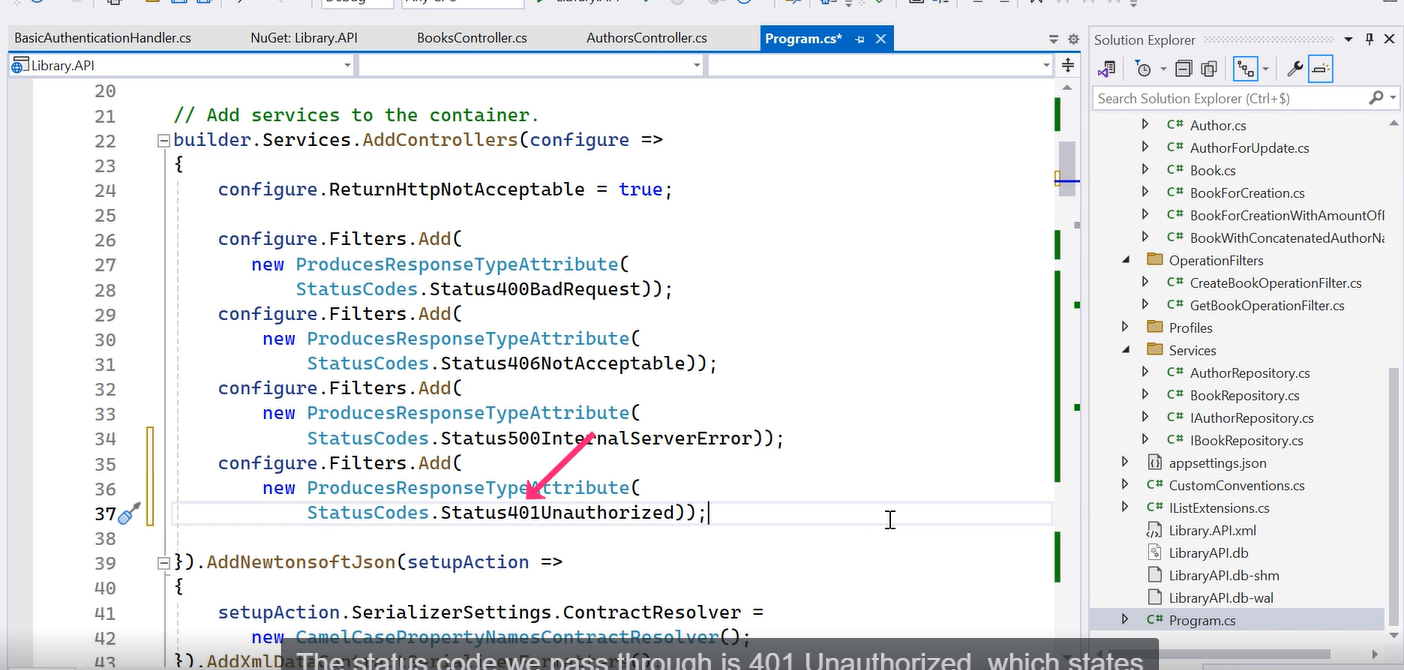 BasicAuthenticationHandler.cs NuGet: Library.API BooksController.cs AuthorsController.cs Program.cs*
Library.API
20
21 // Add services to the container.
22 builder.Services.AddControllers(configure =>
23 {
24 configure.ReturnHttpNotAcceptable = true;
25
26 configure.Filters.Add(
27 new ProducesResponseTypeAttribute(
28 StatusCodes.Status400BadRequest));
29 configure.Filters.Add(
30 new ProducesResponseTypeAttribute(
31 StatusCodes.Status406NotAcceptable));
32 configure.Filters.Add(
33 new ProducesResponseTypeAttribute(
34 StatusCodes.Status500InternalServerError));
35 configure.Filters.Add(
36 new ProducesResponseTypeAttribute(
37 StatusCodes.Status401Unauthorized));
38
39 }).AddNewtonsoftJson(setupAction =>
40 {
41 setupAction.SerializerSettings.ContractResolver =
42 new CamelCasePropertyNamesContractResolver();
43
The status code we pass through is 401 Unauthorized, which states
Solution Explorer
Search Solution Explorer (Ctrl+$)
C# Author.cs
C# AuthorForUpdate.cs
C# Book.cs
C# BookForCreation.cs
C# BookForCreationWithAmountOf
C# BookWithConcatenatedAuthorNa
OperationFilters
C# CreateBookOperationFilter.cs
C# GetBookOperationFilter.cs
Profiles
Services
C# AuthorRepository.cs
C# BookRepository.cs
C# IAuthorRepository.cs
C# IBookRepository.cs
appsettings.json
C# CustomConventions.cs
C# IListExtensions.cs
Library.API.xml
LibraryAPI.db
LibraryAPI.db-shm
LibraryAPI.db-wal
C# Program.cs